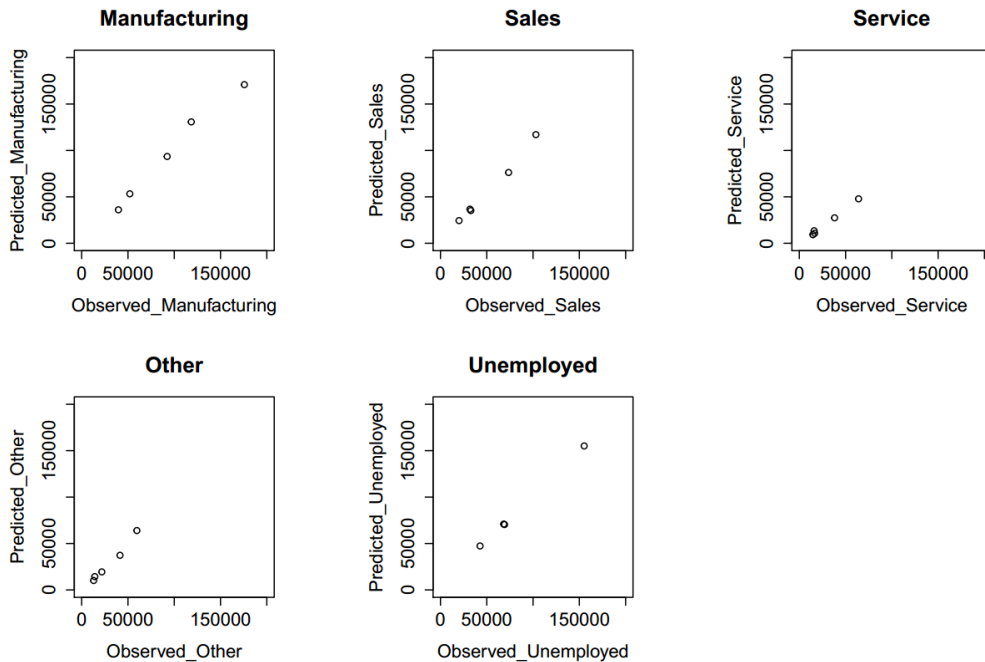 Manufacturing
Predicted_Manufacturing
150000
50000
0
0 50000 150000
Observed_Manufacturing
Sales
Predicted_Sales
150000
50000
0
0 50000 150000
Observed_Sales
Service
Predicted_Service
150000
50000
0
0 50000 150000
Observed_Service
Other
Predicted_Other
150000
50000
0
0 50000 150000
Observed_Other
Unemployed
Predicted_Unemployed
150000
50000
0
0 50000 150000
Observed_Unemployed